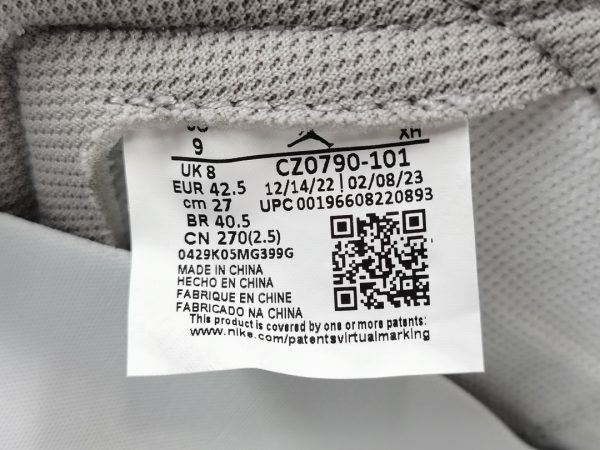 XH
9
CZ0790-101
UK 8
12/14/22 | 02/08/23
EUR 42.5
UPC 00196608220893
cm 27
BR 40.5
CN 270(2.5)
0429K05MG399G
MADE IN CHINA
HECHO EN CHINA
FABRIQUE EN CHINE
FABRICADO NA CHINA
This product is covered by one or more patents:
www.nike.com/patentsvirtualmarking